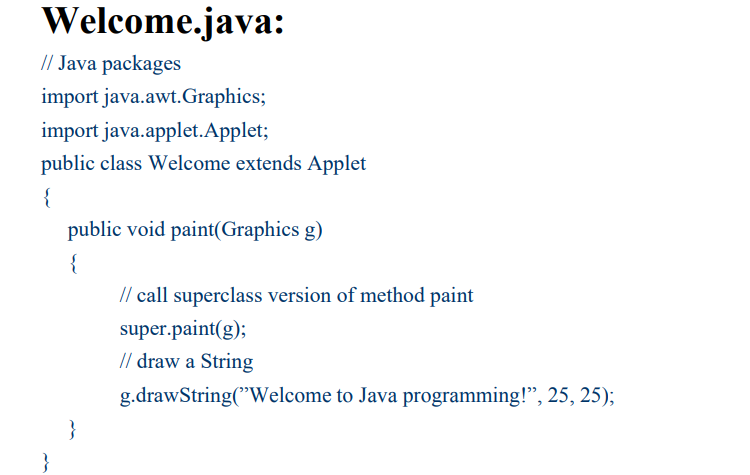 Welcome.java:
// Java packages
import java.awt.Graphics;
import java.applet.Applet;
public class Welcome extends Applet
{
public void paint(Graphics g)
{
// call superclass version of method paint
super.paint(g);
// draw a String
g.drawString(”Welcome to Java programming!”, 25, 25);
}
}